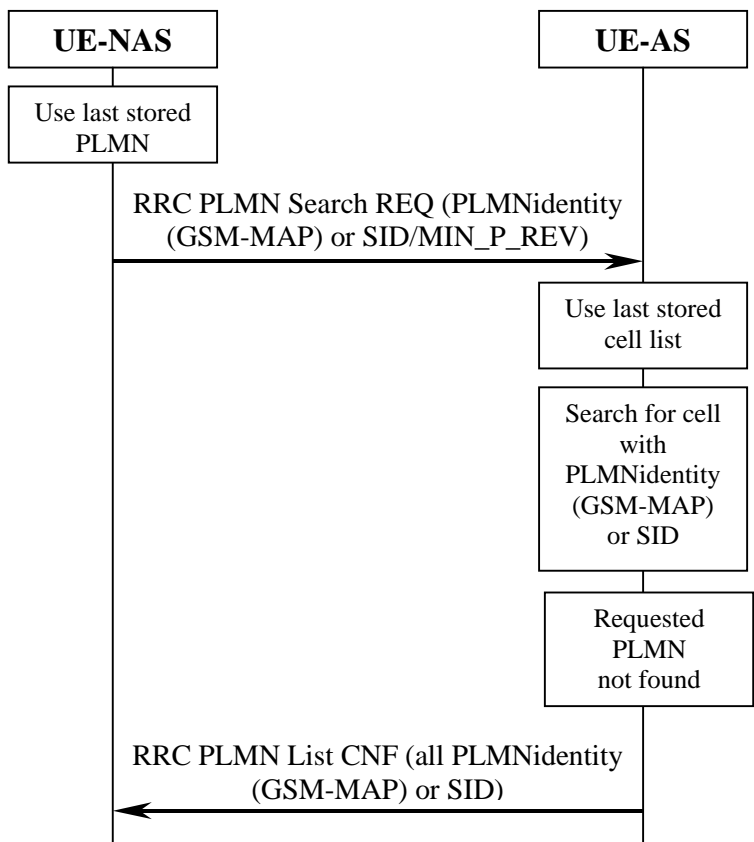 UE-NAS
UE-AS
Use last stored
PLMN
RRC PLMN Search REQ (PLMNidentity
(GSM-MAP) or SID/MIN_P_REV)
Use last stored
cell list
Search for cell
with
PLMNidentity
(GSM-MAP)
or SID
Requested
PLMN
not found
RRC PLMN List CNF (all PLMNidentity
(GSM-MAP) or SID)